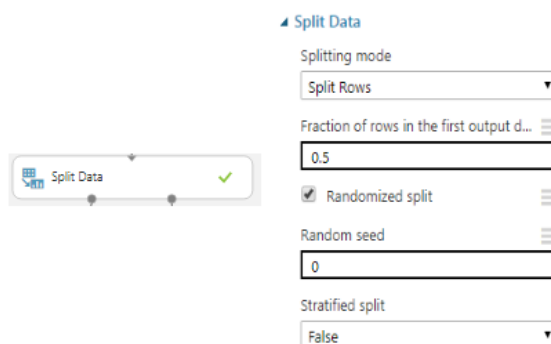 Split Data
Split Data
Splitting mode
Split Rows
Fraction of rows in the first output d...
0.5
Randomized split
Random seed
0
Stratified split
False